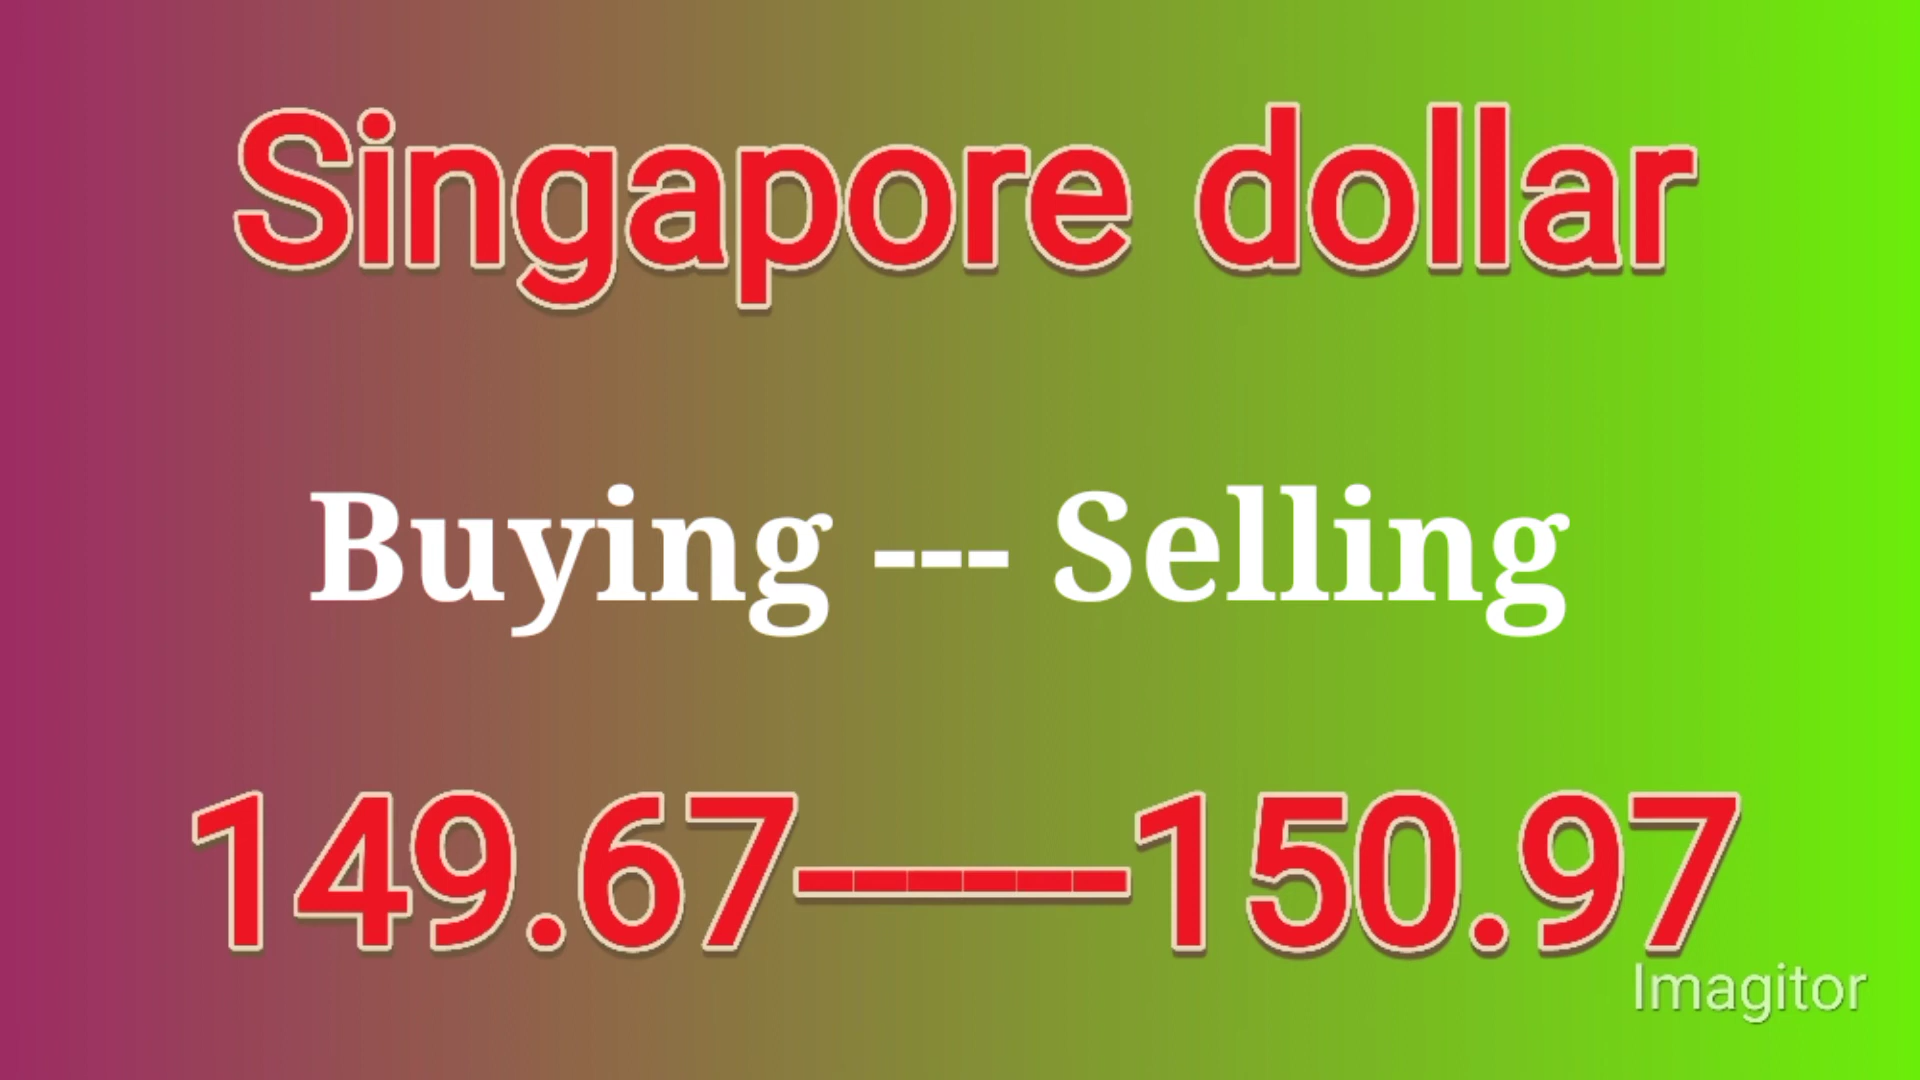 Singapore dollar
Buying --- Selling
149.67------150.97
Imagitor